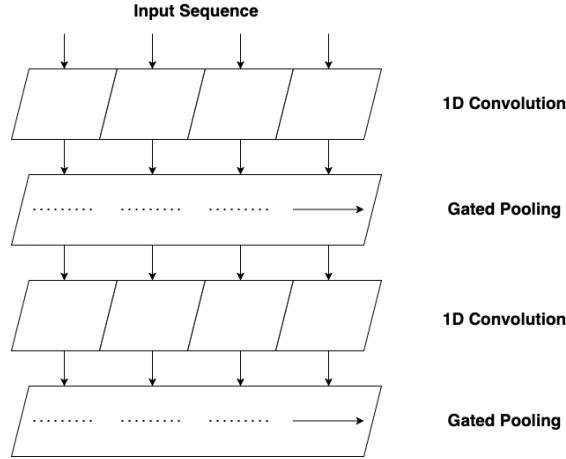 Input Sequence
1D Convolution
Gated Pooling
1D Convolution
Gated Pooling